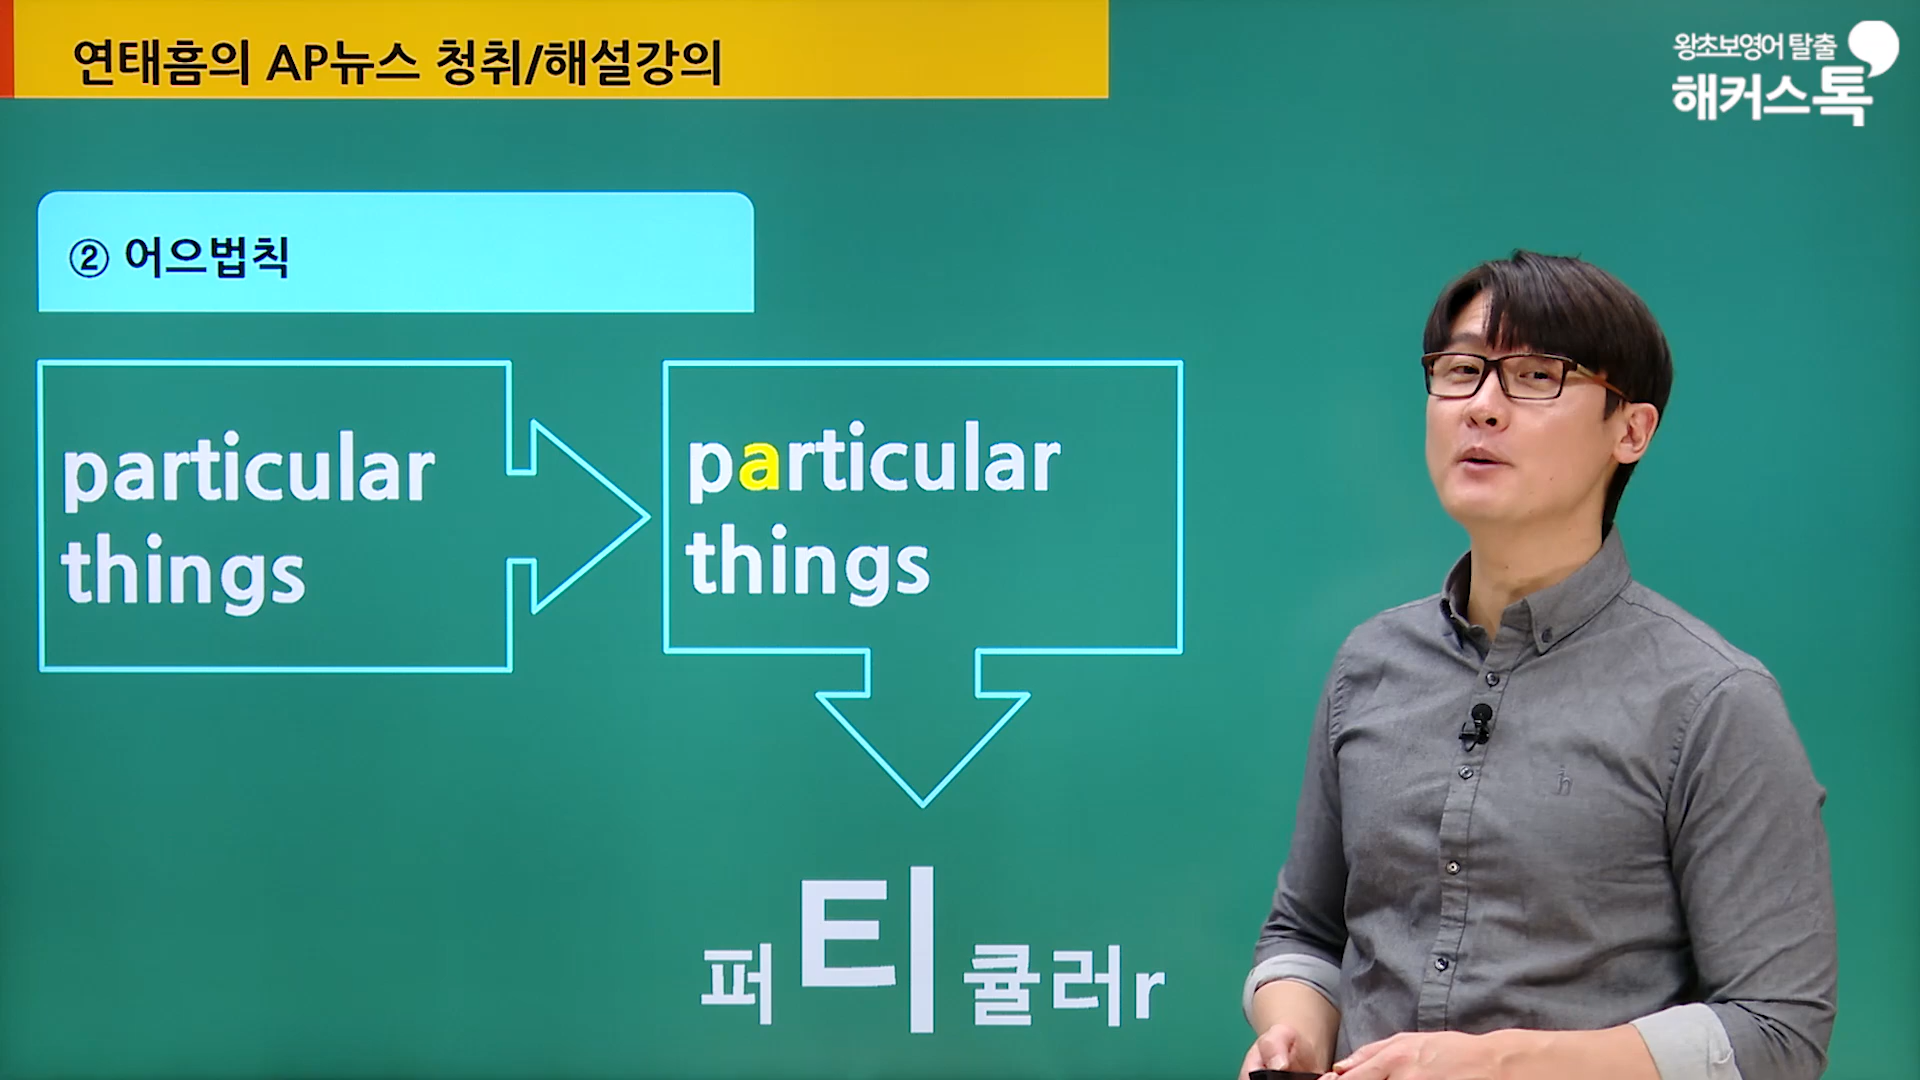 연태흠의 AP뉴스 청취/해설강의
왕초보영어 탈출
해커스톡
② 어으법칙
particular
things
particular
things
퍼티큘러r